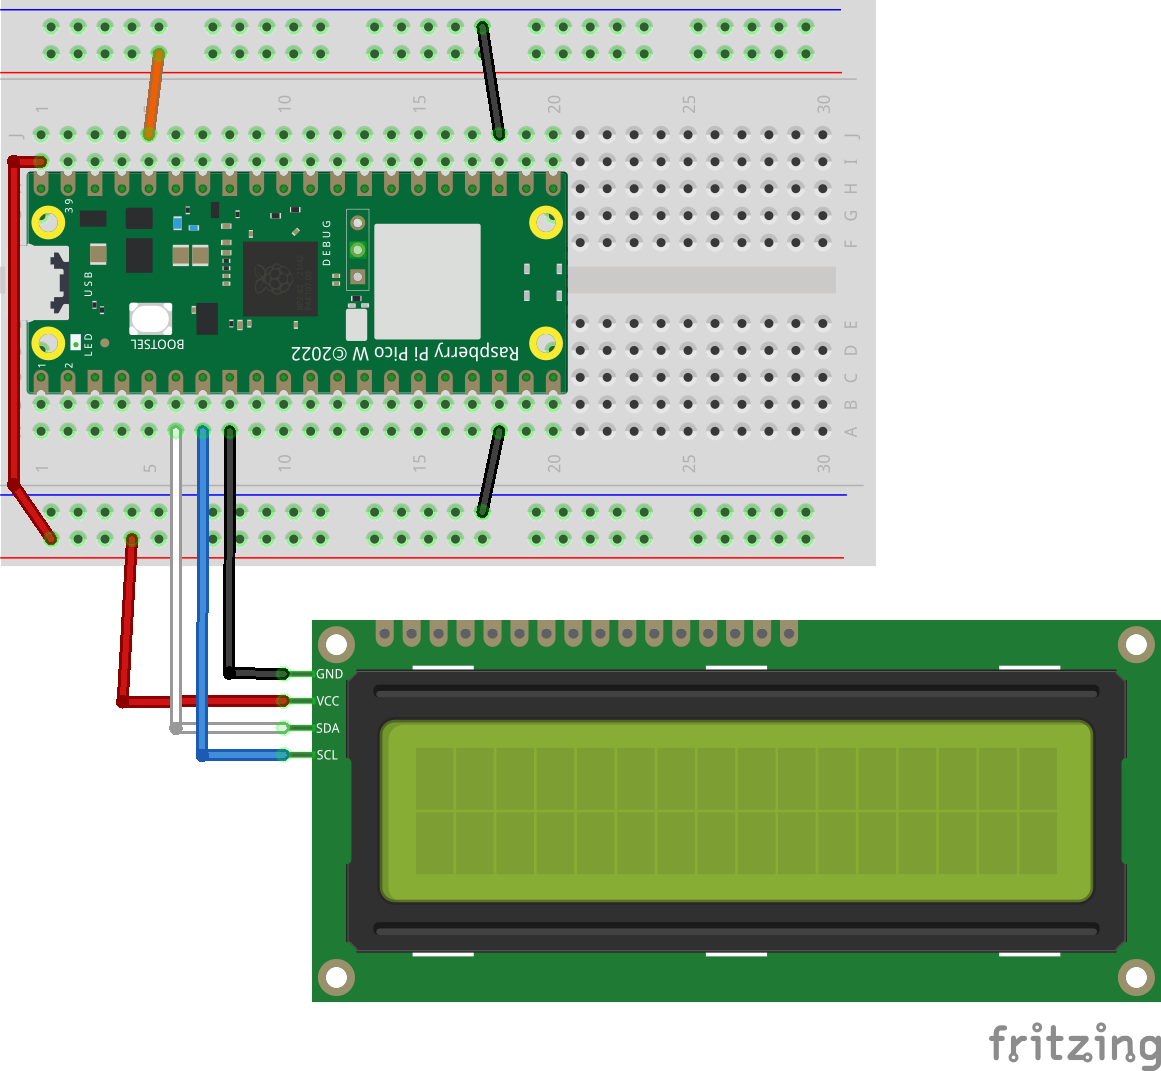 1 5 10 15 20 25 30
J J
I
H
G
F
39
USB
DEBUG
BOOTSEL
LED
1
2
Raspberry Pi Pico W ©2022
E
D
C
B
A
1 5 10 15 20 25 30
GND
VCC
SDA
SCL
fritzing